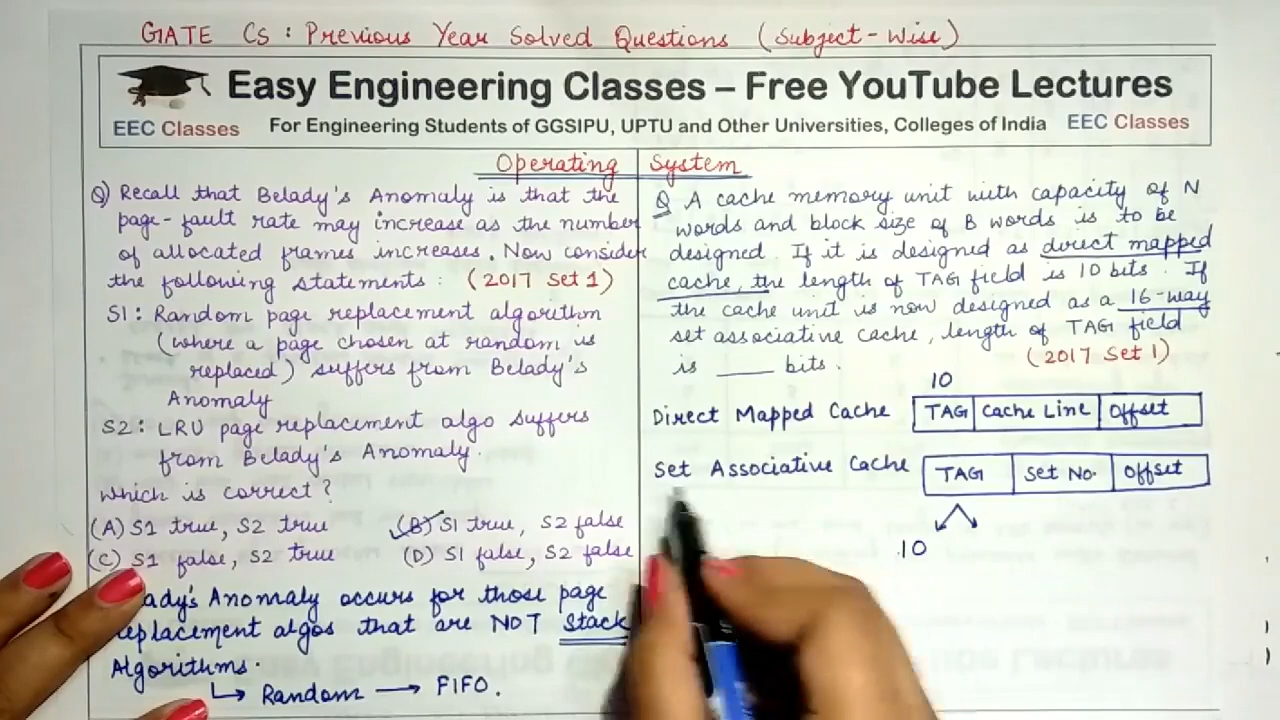 GATE CS : Previous Year Solved Questions (Subject-Wise)
Easy Engineering Classes – Free YouTube Lectures
EEC Classes For Engineering Students of GGSIPU, UPTU and Other Universities, Colleges of India EEC Classes
Operating System
Q) Recall that Belady's Anomaly is that the
page-fault rate may increase as the number
of allocated frames increases. Now consider
the following statements : (2017 Set 1)
S1: Random page replacement algorithm
(where a page chosen at random is
replaced) suffers from Belady's
Anomaly
S2: LRU page replacement algo suffers
from Belady's Anomaly.
Which is correct?
(A) S1 true, S2 true (B) S1 true, S2 false
(C) S1 false, S2 true (D) S1 false, S2 false
ady's Anomaly occurs for those page
eplacement algos that are NOT Stack
Algorithms.
Random → FIFO.
Q A cache memory unit with capacity of N
words and block size of B words is to be
designed. If it is designed as direct mapped
cache, the length of TAG field is 10 bits. If
the cache unit is now designed as a 16-way
set associative cache, length of TAG field
is ____ bits.
(2017 Set 1)
10
Direct Mapped Cache TAG Cache Line Offset
Set Associative Cache TAG Set No. Offset
10